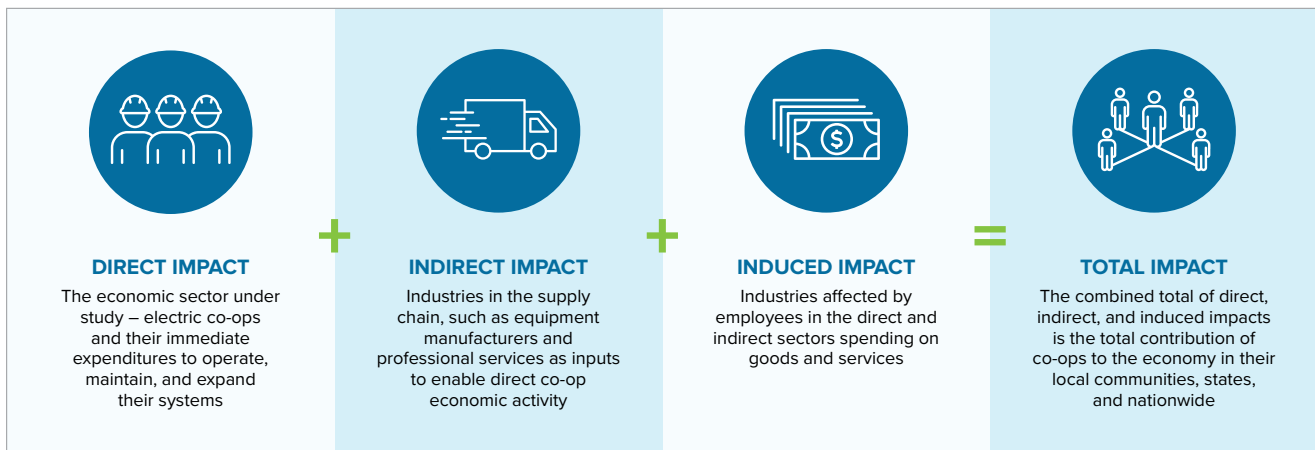 DIRECT IMPACT
The economic sector under
study – electric co-ops
and their immediate
expenditures to operate,
maintain, and expand
their systems
+
INDIRECT IMPACT
Industries in the supply
chain, such as equipment
manufacturers and
professional services as inputs
to enable direct co-op
economic activity
+
$
INDUCED IMPACT
Industries affected by
employees in the direct and
indirect sectors spending on
goods and services
=
TOTAL IMPACT
The combined total of direct,
indirect, and induced impacts
is the total contribution of
co-ops to the economy in their
local communities, states,
and nationwide